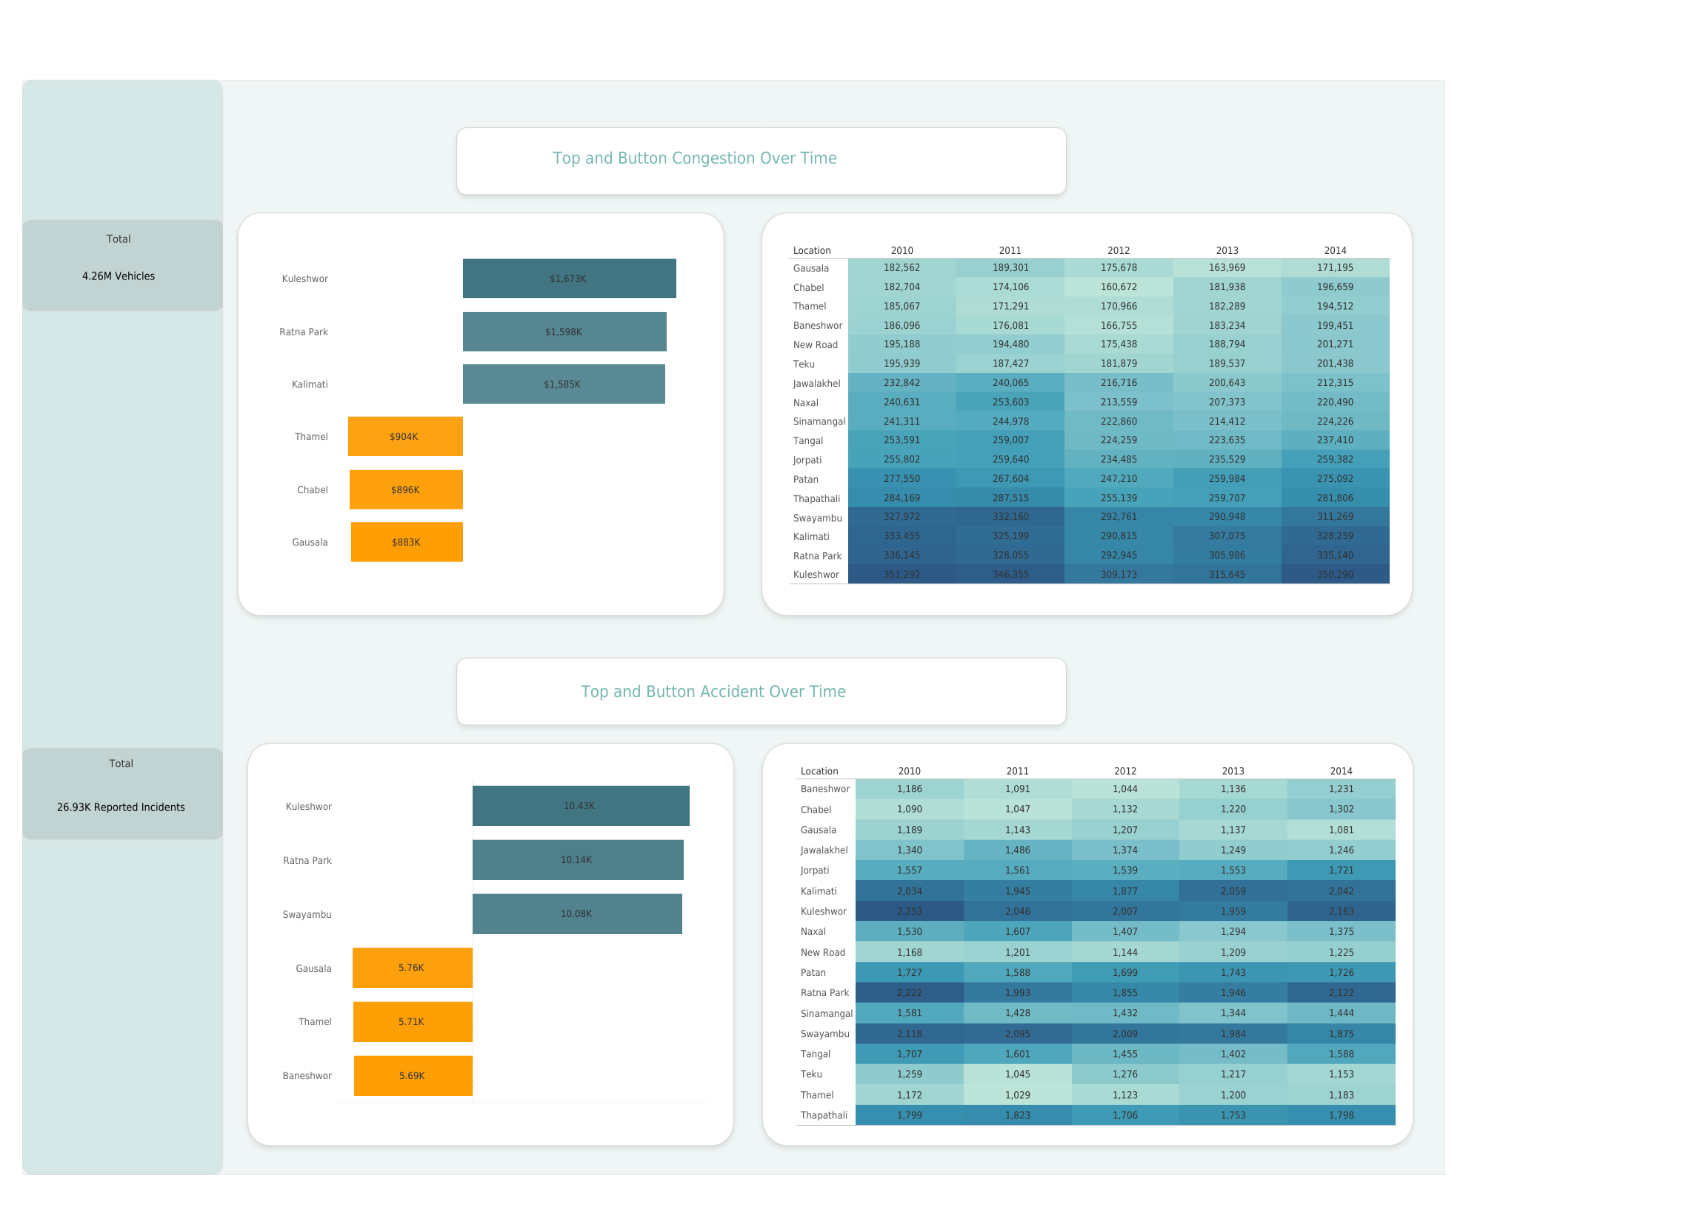 Top and Button Congestion Over Time
Total
4.26M Vehicles
Kuleshwor $1,673K
Ratna Park $1,598K
Kalimati $1,585K
Thamel $904K
Chabel $896K
Gausala $883K
Location 2010 2011 2012 2013 2014
Gausala 182,562 189,301 175,678 163,969 171,195
Chabel 182,704 174,106 160,672 181,938 196,659
Thamel 185,067 171,291 170,966 182,289 194,512
Baneshwor 186,096 176,081 166,755 183,234 199,451
New Road 195,188 194,480 175,438 188,794 201,271
Teku 195,939 187,427 181,879 189,537 201,438
Jawalakhel 232,842 240,065 216,716 200,643 212,315
Naxal 240,631 253,603 213,559 207,373 220,490
Sinamangal 241,311 244,978 222,860 214,412 224,226
Tangal 253,591 259,007 224,259 223,635 237,410
Jorpati 255,802 259,640 234,485 235,529 259,382
Patan 277,550 267,604 247,210 259,984 275,092
Thapathali 284,169 287,515 255,139 259,707 281,806
Swayambu 327,972 332,160 292,761 290,948 311,269
Kalimati 333,455 325,199 290,815 307,075 328,259
Ratna Park 336,145 328,055 292,945 305,986 335,140
Kuleshwor 351,292 346,355 309,173 315,645 350,290
Top and Button Accident Over Time
Total
26.93K Reported Incidents
Kuleshwor 10.43K
Ratna Park 10.14K
Swayambu 10.08K
Gausala 5.76K
Thamel 5.71K
Baneshwor 5.69K
Location 2010 2011 2012 2013 2014
Baneshwor 1,186 1,091 1,044 1,136 1,231
Chabel 1,090 1,047 1,132 1,220 1,302
Gausala 1,189 1,143 1,207 1,137 1,081
Jawalakhel 1,340 1,486 1,374 1,249 1,246
Jorpati 1,557 1,561 1,539 1,553 1,721
Kalimati 2,034 1,945 1,877 2,059 2,042
Kuleshwor 2,253 2,046 2,007 1,959 2,163
Naxal 1,530 1,607 1,407 1,294 1,375
New Road 1,168 1,201 1,144 1,209 1,225
Patan 1,727 1,588 1,699 1,743 1,726
Ratna Park 2,222 1,993 1,855 1,946 2,122
Sinamangal 1,581 1,428 1,432 1,344 1,444
Swayambu 2,118 2,095 2,009 1,984 1,875
Tangal 1,707 1,601 1,455 1,402 1,588
Teku 1,259 1,045 1,276 1,217 1,153
Thamel 1,172 1,029 1,123 1,200 1,183
Thapathali 1,799 1,823 1,706 1,753 1,798